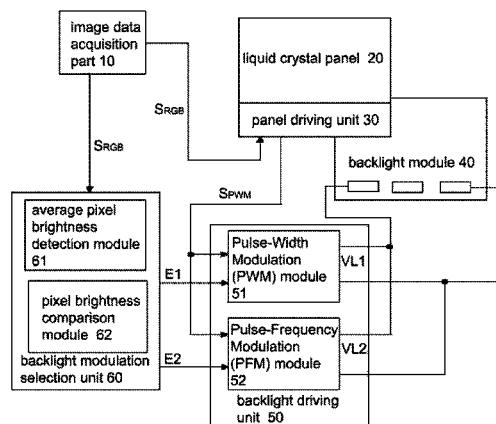 image data
acquisition
part 10
liquid crystal panel 20
panel driving unit 30
SRGB
SRGB
SPWM
backlight module 40
average pixel
brightness
detection module
61
pixel brightness
comparison
module 62
backlight modulation
selection unit 60
E1
E2
Pulse-Width
Modulation
(PWM) module
51
VL1
Pulse-Frequency
Modulation
(PFM) module
52
VL2
backlight driving
unit 50